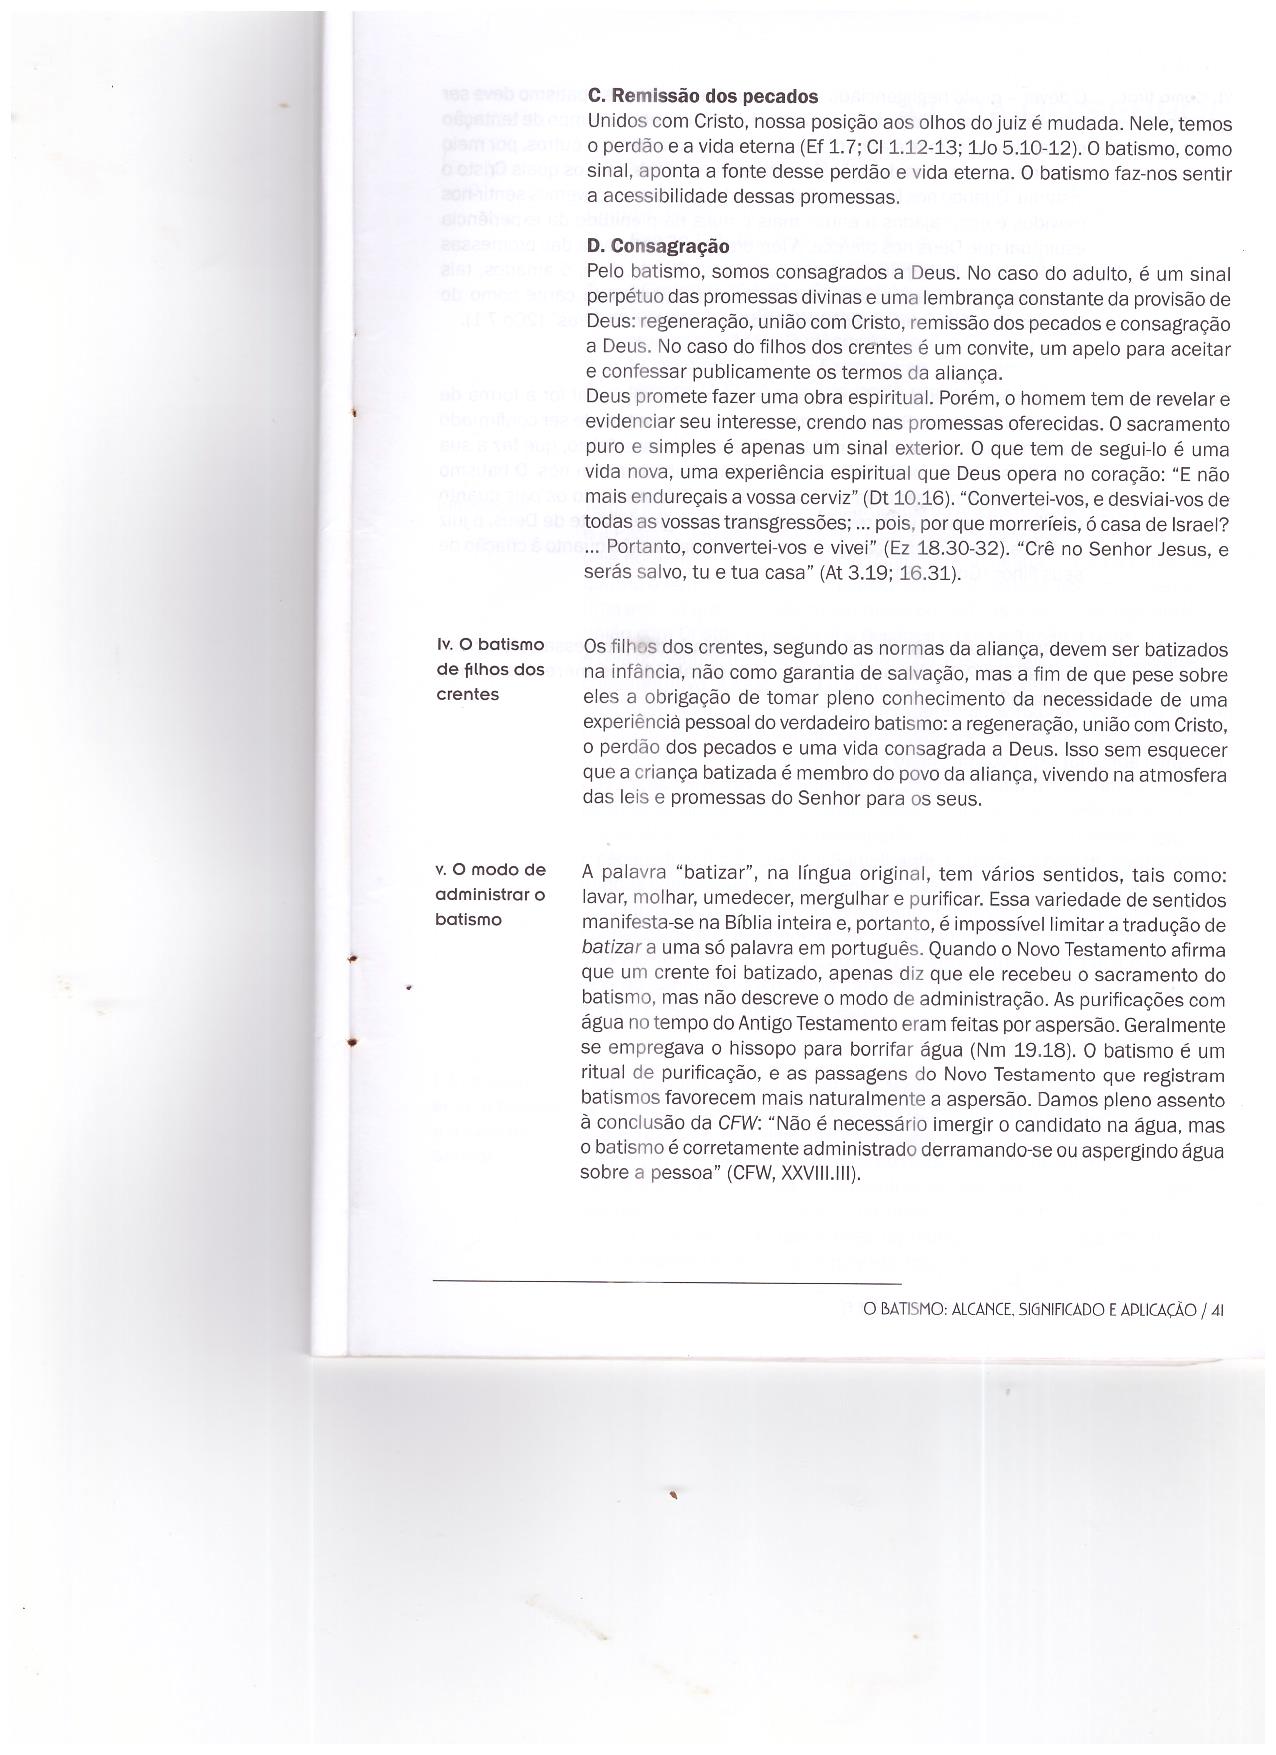 C. Remissão dos pecados
Unidos com Cristo, nossa posição aos olhos do juiz é mudada. Nele, temos
o perdão e a vida eterna (Ef 1.7; Cl 1.12-13; 1Jo 5.10-12). O batismo, como
sinal, aponta a fonte desse perdão e vida eterna. O batismo faz-nos sentir
a acessibilidade dessas promessas.
D. Consagração
Pelo batismo, somos consagrados a Deus. No caso do adulto, é um sinal
perpétuo das promessas divinas e uma lembrança constante da provisão de
Deus: regeneração, união com Cristo, remissão dos pecados e consagração
a Deus. No caso do filhos dos crentes é um convite, um apelo para aceitar
e confessar publicamente os termos da aliança.
Deus promete fazer uma obra espiritual. Porém, o homem tem de revelar e
evidenciar seu interesse, crendo nas promessas oferecidas. O sacramento
puro e simples é apenas um sinal exterior. O que tem de segui-lo é uma
vida nova, uma experiência espiritual que Deus opera no coração: “E não
mais endureçais a vossa cerviz” (Dt 10.16). “Convertei-vos, e desviai-vos de
todas as vossas transgressões; ... pois, por que morreríeis, ó casa de Israel?
... Portanto, convertei-vos e vivei” (Ez 18.30-32). “Crê no Senhor Jesus, e
serás salvo, tu e tua casa” (At 3.19; 16.31).
Iv. O batismo
de filhos dos
crentes
Os filhos dos crentes, segundo as normas da aliança, devem ser batizados
na infância, não como garantia de salvação, mas a fim de que pese sobre
eles a obrigação de tomar pleno conhecimento da necessidade de uma
experiência pessoal do verdadeiro batismo: a regeneração, união com Cristo,
o perdão dos pecados e uma vida consagrada a Deus. Isso sem esquecer
que a criança batizada é membro do povo da aliança, vivendo na atmosfera
das leis e promessas do Senhor para os seus.
v. O modo de
administrar o
batismo
A palavra “batizar”, na língua original, tem vários sentidos, tais como:
lavar, molhar, umedecer, mergulhar e purificar. Essa variedade de sentidos
manifesta-se na Bíblia inteira e, portanto, é impossível limitar a tradução de
batizar a uma só palavra em português. Quando o Novo Testamento afirma
que um crente foi batizado, apenas diz que ele recebeu o sacramento do
batismo, mas não descreve o modo de administração. As purificações com
água no tempo do Antigo Testamento eram feitas por aspersão. Geralmente
se empregava o hissopo para borrifar água (Nm 19.18). O batismo é um
ritual de purificação, e as passagens do Novo Testamento que registram
batismos favorecem mais naturalmente a aspersão. Damos pleno assento
à conclusão da CFW: “Não é necessário imergir o candidato na água, mas
o batismo é corretamente administrado derramando-se ou aspergindo água
sobre a pessoa” (CFW, XXVIII.III).
O BATISMO: ALCANCE, SIGNIFICADO E APLICAÇÃO / 41